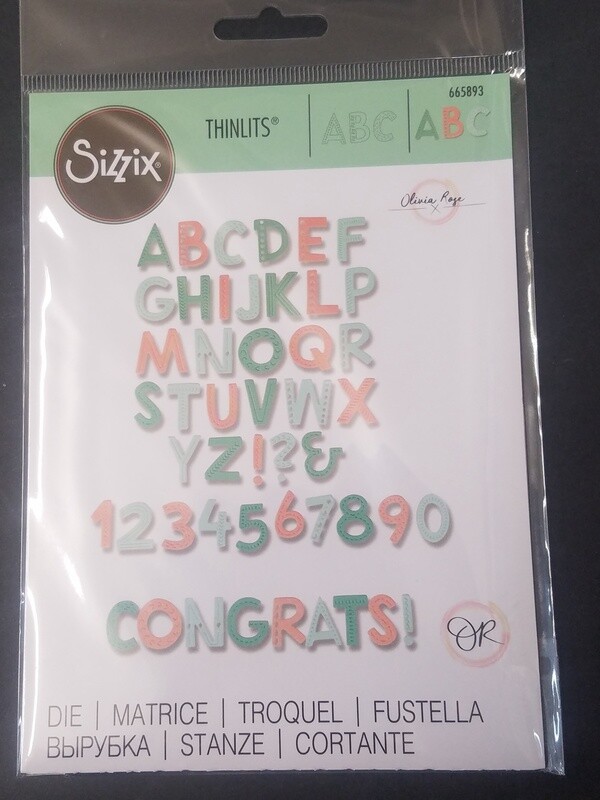 665893
Sizzix®
THINLITS®
ABC
ABC
Olivia Rose
ABCDEF
GHIJKLP
MNOQR
STUVWX
YZ!?&
1234567890
CONGRATS!
OR
DIE | MATRICE | TROQUEL | FUSTELLA
ВЫРУБКА | STANZE | CORTANTE